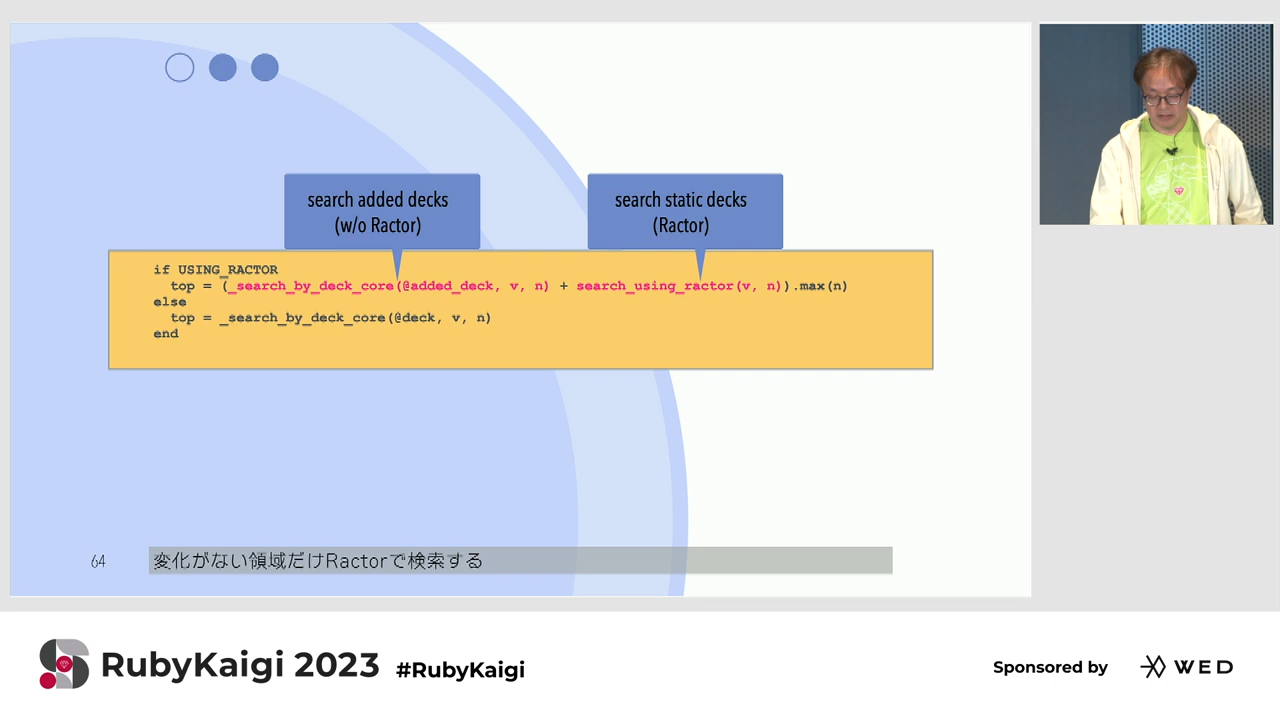 search added decks
(w/o Ractor)
search static decks
(Ractor)
if USING_RACTOR
top = (_search_by_deck_core(@added_deck, v, n) + search_using_ractor(v, n)).max(n)
else
top = _search_by_deck_core(@deck, v, n)
end
64
変化がない領域だけRactorで検索する
RubyKaigi 2023 #RubyKaigi
Sponsored by WED